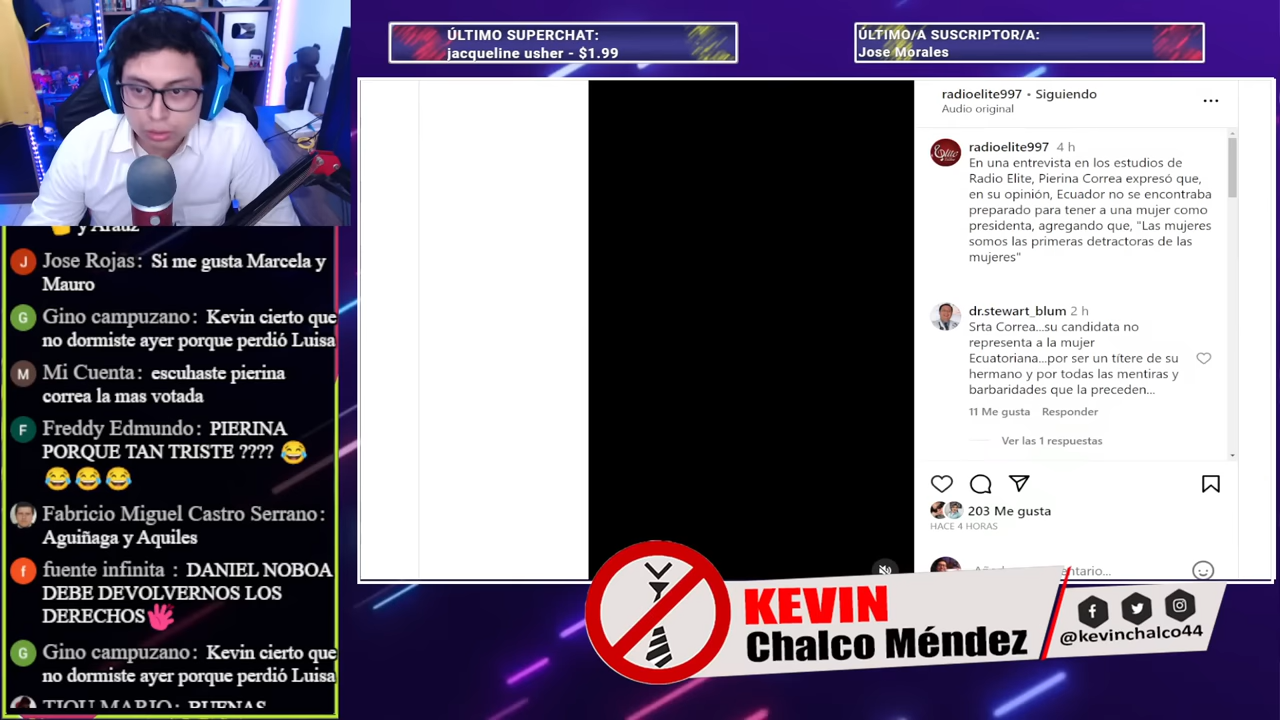 ÚLTIMO SUPERCHAT:
jacqueline usher - $1.99
ÚLTIMO/A SUSCRIPTOR/A:
Jose Morales
y Arauz
J Jose Rojas: Si me gusta Marcela y
Mauro
G Gino campuzano: Kevin cierto que
no dormiste ayer porque perdió Luisa
M Mi Cuenta: escuhaste pierina
correa la mas votada
F Freddy Edmundo: PIERINA
PORQUE TAN TRISTE ???? 😂
😂😂😂
Fabricio Miguel Castro Serrano:
Aguiñaga y Aquiles
f fuente infinita : DANIEL NOBOA
DEBE DEVOLVERNOS LOS
DERECHOS
G Gino campuzano: Kevin cierto que
no dormiste ayer porque perdió Luisa
TIOU MARIO: BUENAS
radioelite997 • Siguiendo
Audio original
...
Elite
radioelite997 4 h
En una entrevista en los estudios de
Radio Elite, Pierina Correa expresó que,
en su opinión, Ecuador no se encontraba
preparado para tener a una mujer como
presidenta, agregando que, "Las mujeres
somos las primeras detractoras de las
mujeres"
dr.stewart_blum 2 h
Srta Correa...su candidata no
representa a la mujer
Ecuatoriana...por ser un títere de su
hermano y por todas las mentiras y
barbaridades que la preceden...
11 Me gusta Responder
Ver las 1 respuestas
203 Me gusta
HACE 4 HORAS
KEVIN
Chalco Méndez
@kevinchalco44